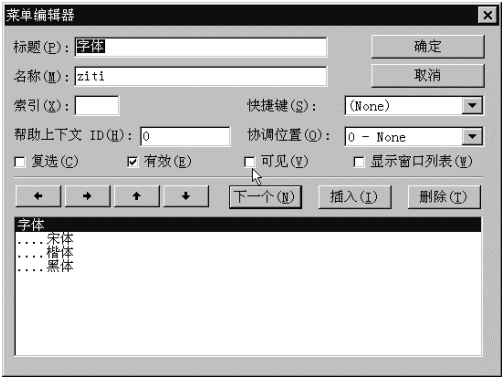 菜单编辑器
标题(P): 字体 确定
名称(M): ziti 取消
索引(X): 快捷键(S): (None)
帮助上下文 ID(H): 0 协调位置(O): 0 - None
复选(C) 有效(E) 可见(V) 显示窗口列表(W)
下一个(N) 插入(I) 删除(T)
字体
....宋体
....楷体
....黑体